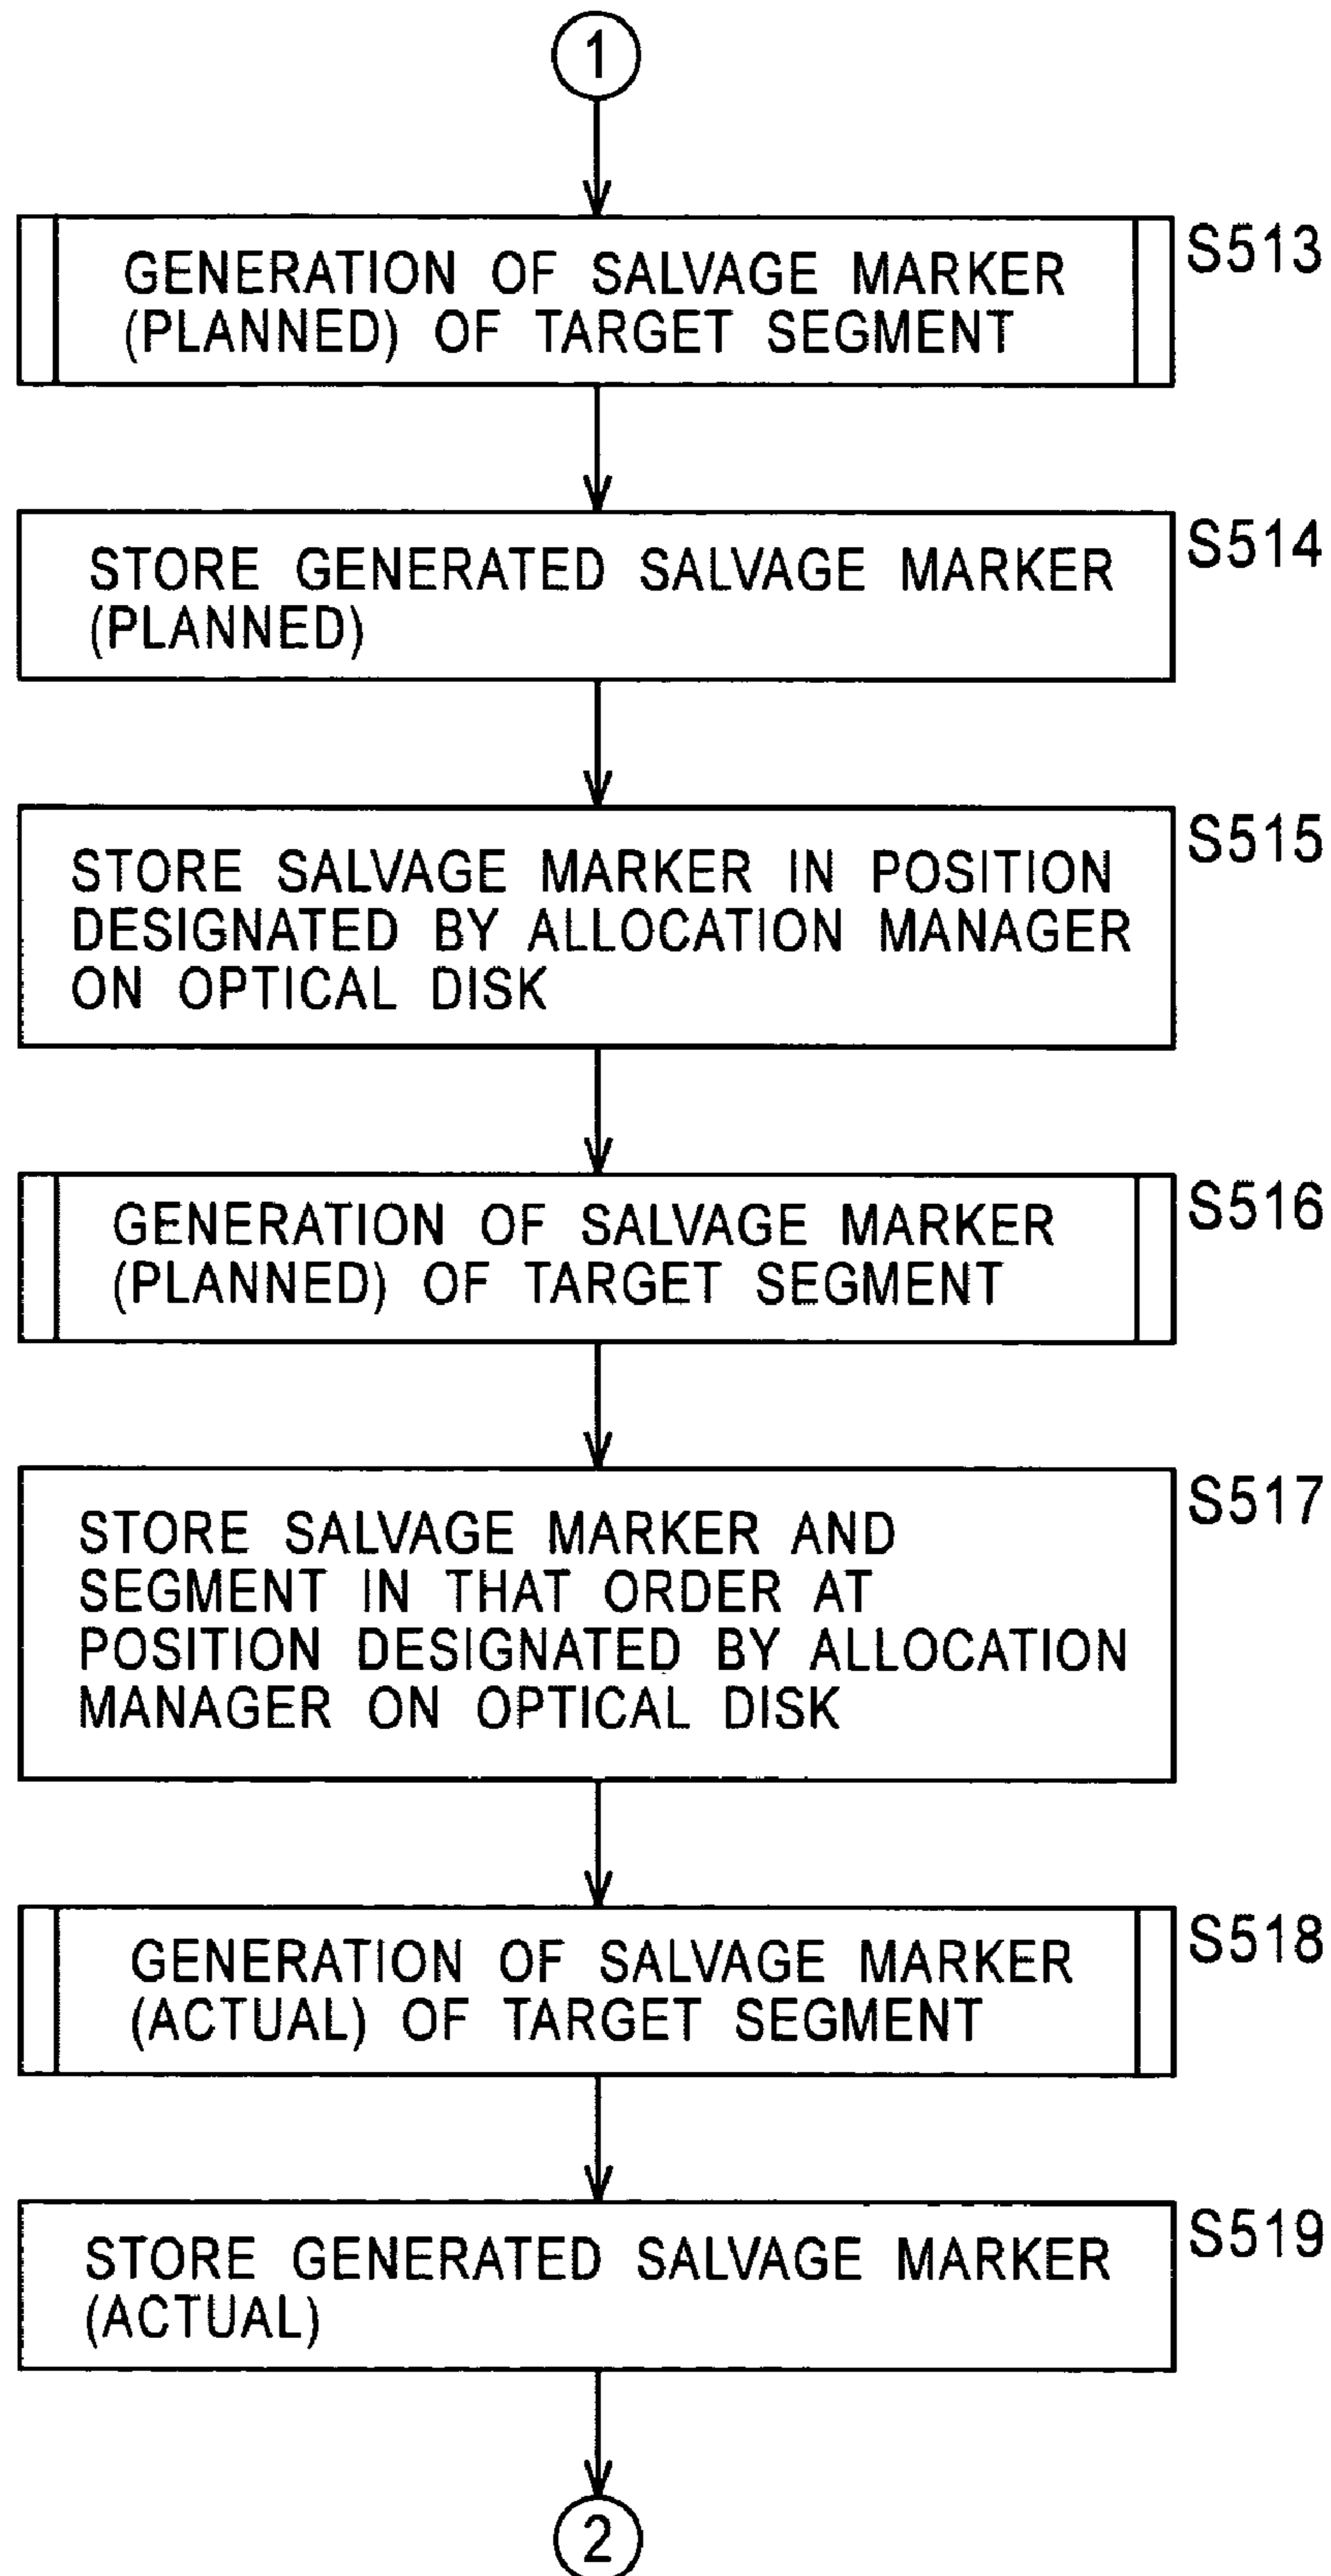 1
GENERATION OF SALVAGE MARKER
(PLANNED) OF TARGET SEGMENT
S513
STORE GENERATED SALVAGE MARKER
(PLANNED)
S514
STORE SALVAGE MARKER IN POSITION
DESIGNATED BY ALLOCATION MANAGER
ON OPTICAL DISK
S515
GENERATION OF SALVAGE MARKER
(PLANNED) OF TARGET SEGMENT
S516
STORE SALVAGE MARKER AND
SEGMENT IN THAT ORDER AT
POSITION DESIGNATED BY ALLOCATION
MANAGER ON OPTICAL DISK
S517
GENERATION OF SALVAGE MARKER
(ACTUAL) OF TARGET SEGMENT
S518
STORE GENERATED SALVAGE MARKER
(ACTUAL)
S519
2